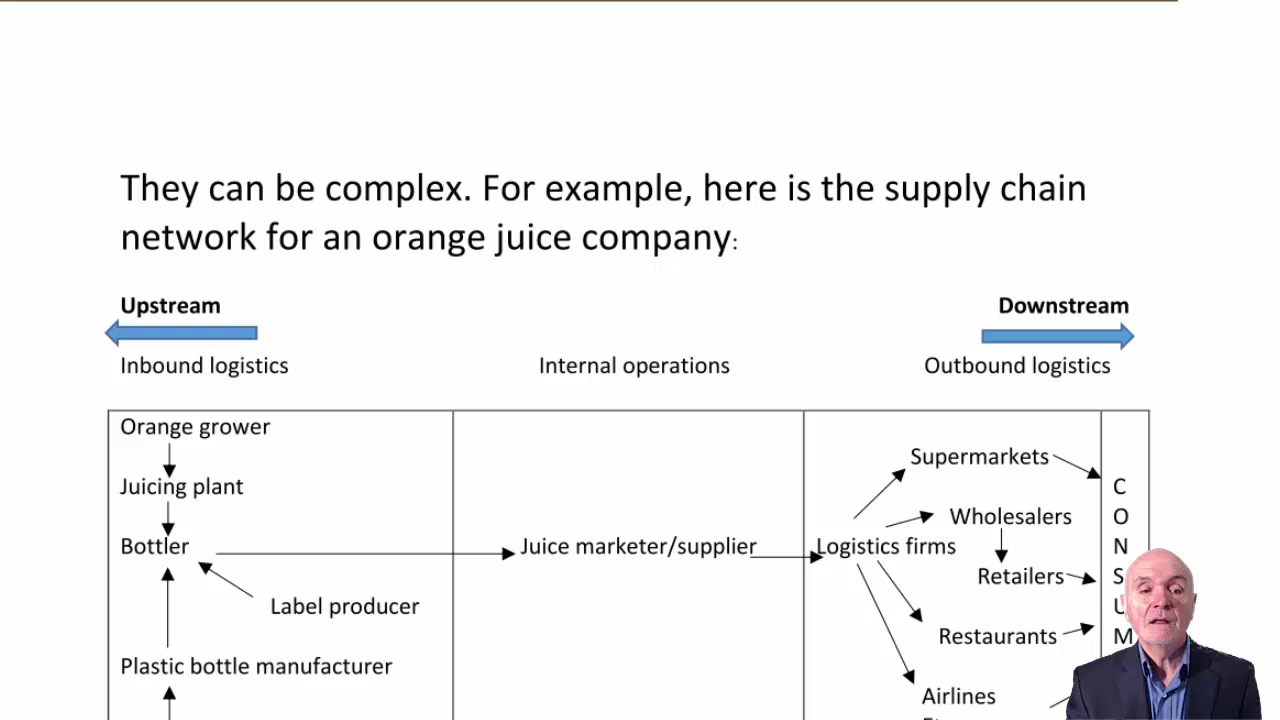 They can be complex. For example, here is the supply chain
network for an orange juice company:
Upstream
Downstream
Inbound logistics
Internal operations
Outbound logistics
Orange grower
Supermarkets
Juicing plant
Wholesalers
Bottler
Juice marketer/supplier
Logistics firms
Retailers
Label producer
Restaurants
Plastic bottle manufacturer
Airlines
C
O
N
S
U
M